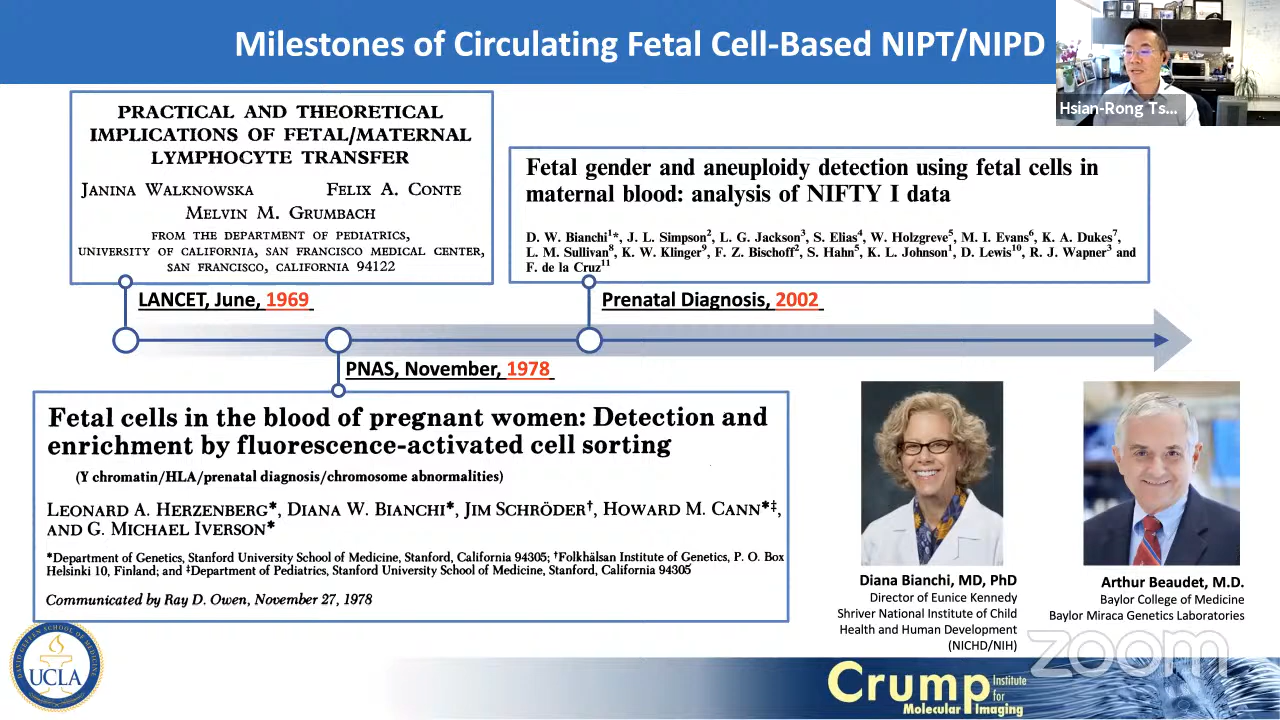 Milestones of Circulating Fetal Cell-Based NIPT/NIPD
Hsian-Rong Ts...
PRACTICAL AND THEORETICAL
IMPLICATIONS OF FETAL/MATERNAL
LYMPHOCYTE TRANSFER
JANINA WALKNOWSKA FELIX A. CONTE
MELVIN M. GRUMBACH
FROM THE DEPARTMENT OF PEDIATRICS,
UNIVERSITY OF CALIFORNIA, SAN FRANCISCO MEDICAL CENTER,
SAN FRANCISCO, CALIFORNIA 94122
LANCET, June, 1969
Fetal gender and aneuploidy detection using fetal cells in
maternal blood: analysis of NIFTY I data
D. W. Bianchi¹*, J. L. Simpson², L. G. Jackson³, S. Elias⁴, W. Holzgreve⁵, M. I. Evans⁶, K. A. Dukes⁷,
L. M. Sullivan⁸, K. W. Klinger⁹, F. Z. Bischoff², S. Hahn⁵, K. L. Johnson¹, D. Lewis¹⁰, R. J. Wapner³ and
F. de la Cruz¹¹
Prenatal Diagnosis, 2002
PNAS, November, 1978
Fetal cells in the blood of pregnant women: Detection and
enrichment by fluorescence-activated cell sorting
(Y chromatin/HLA/prenatal diagnosis/chromosome abnormalities)
LEONARD A. HERZENBERG*, DIANA W. BIANCHI*, JIM SCHRÖDER†, HOWARD M. CANN*‡,
AND G. MICHAEL IVERSON*
*Department of Genetics, Stanford University School of Medicine, Stanford, California 94305; †Folkhälsan Institute of Genetics, P. O. Box
Helsinki 10, Finland; and ‡Department of Pediatrics, Stanford University School of Medicine, Stanford, California 94305
Communicated by Ray D. Owen, November 27, 1978
Diana Bianchi, MD, PhD
Director of Eunice Kennedy
Shriver National Institute of Child
Health and Human Development
(NICHD/NIH)
Arthur Beaudet, M.D.
Baylor College of Medicine
Baylor Miraca Genetics Laboratories
DAVID GEFFEN SCHOOL OF MEDICINE
UCLA
Crump Institute
for
Molecular Imaging
zoom